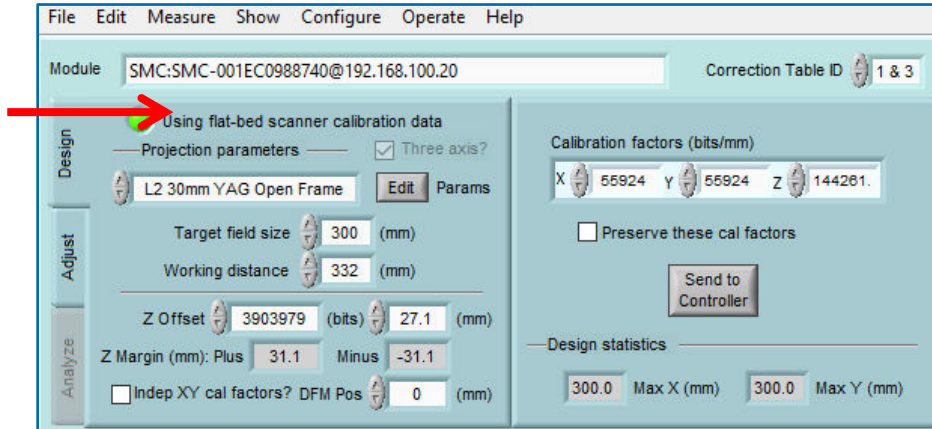 File Edit Measure Show Configure Operate Help
Module SMC:SMC-001EC0988740@192.168.100.20 Correction Table ID 1 & 3
Design
Adjust
Analyze
Using flat-bed scanner calibration data
Projection parameters Three axis?
L2 30mm YAG Open Frame Edit Params
Target field size 300 (mm)
Working distance 332 (mm)
Z Offset 3903979 (bits) 27.1 (mm)
Z Margin (mm): Plus 31.1 Minus -31.1
Indep XY cal factors? DFM Pos 0 (mm)
Calibration factors (bits/mm)
X 55924 Y 55924 Z 144261.
Preserve these cal factors
Send to
Controller
Design statistics
300.0 Max X (mm) 300.0 Max Y (mm)